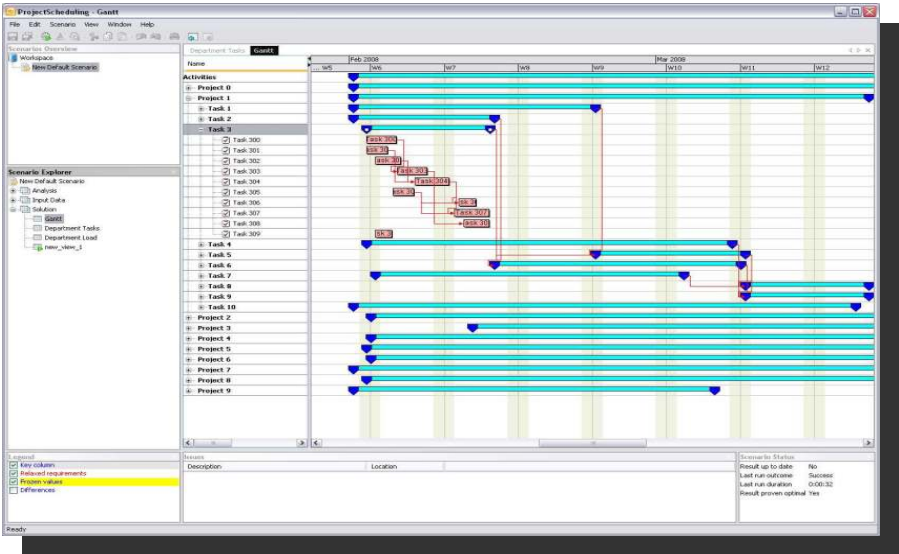 ProjectScheduling - Gantt
File Edit Scenario View Window Help
Scenarios Overview
Workspace
New Default Scenario
Scenario Explorer
New Default Scenario
Analysis
Input Data
Solution
Gantt
Department Tasks
Department Load
new_view_1
Department Tasks Gantt
Name
Feb 2008 Mar 2008
... W5 W6 W7 W8 W9 W10 W11 W12
Activities
Project 0
Project 1
Task 1
Task 2
Task 3
Task 300
Task 301
Task 302
Task 303
Task 304
Task 305
Task 306
Task 307
Task 308
Task 309
Task 4
Task 5
Task 6
Task 7
Task 8
Task 9
Task 10
Project 2
Project 3
Project 4
Project 5
Project 6
Project 7
Project 8
Project 9
Task 304
Task 307
Legend
Key column
Relaxed requirements
Frozen values
Differences
Issues
Description Location
Scenario Status
Result up to date No
Last run outcome Success
Last run duration 0:00:32
Result proven optimal Yes
Ready